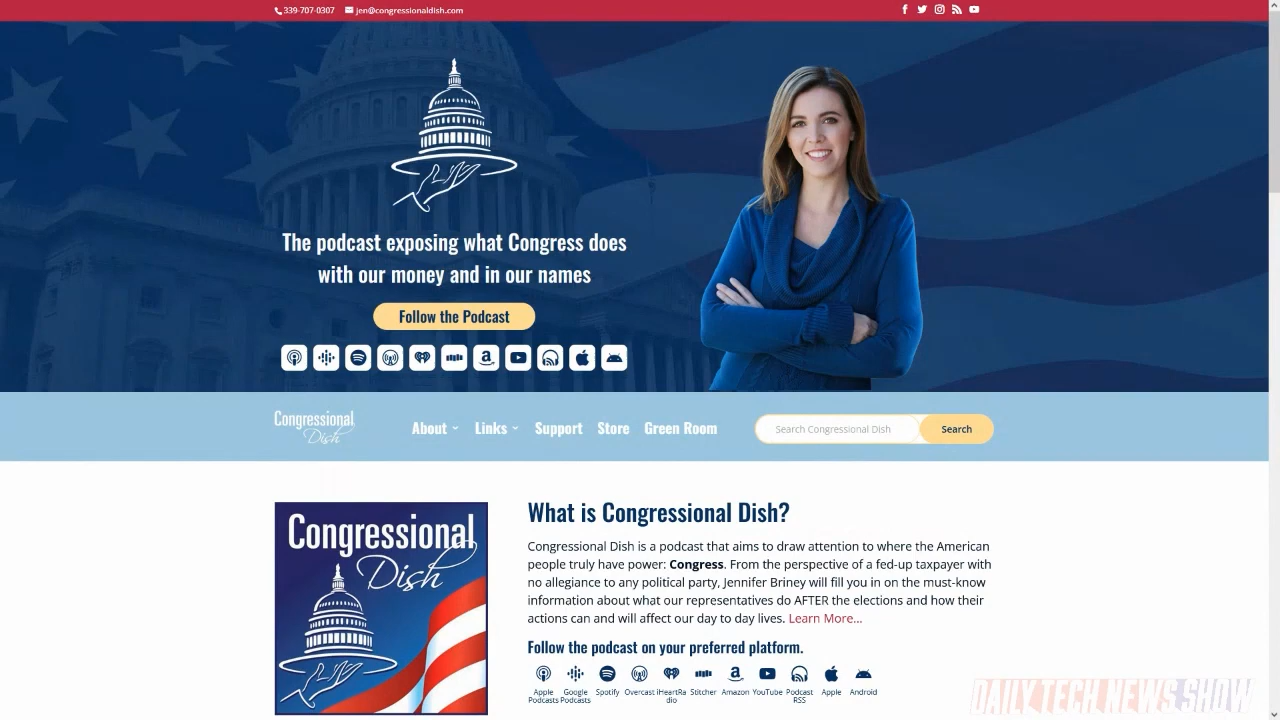 339-707-0307 jen@congressionaldish.com
The podcast exposing what Congress does
with our money and in our names
Follow the Podcast
Congressional
Dish
About
Links
Support
Store
Green Room
Search Congressional Dish
Search
Congressional
Dish
What is Congressional Dish?
Congressional Dish is a podcast that aims to draw attention to where the American
people truly have power: Congress. From the perspective of a fed-up taxpayer with
no allegiance to any political party, Jennifer Briney will fill you in on the must-know
information about what our representatives do AFTER the elections and how their
actions can and will affect our day to day lives. Learn More...
Follow the podcast on your preferred platform.
Apple Podcasts
Google Podcasts
Spotify
Overcast
iHeartRa
dio
Stitcher
Amazon
YouTube
Podcast RSS
Apple
Android
DAILY TECH NEWS SHOW